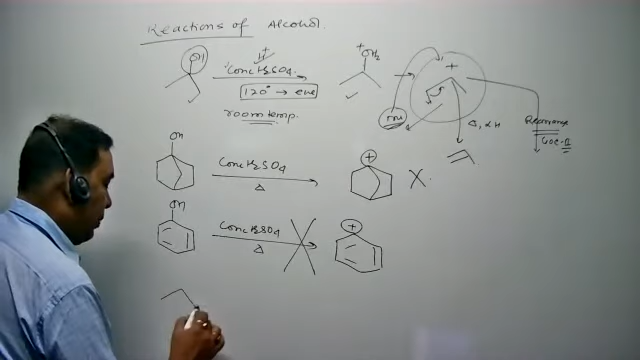 Reactions of Alcohol.
OH
H+
Conc H2SO4
120° → ene
room temp.
+OH2
+
nu
Δ, αH
Rearrange
OH
Conc H2SO4
Δ
+
X
OH
Conc H2SO4
Δ
+